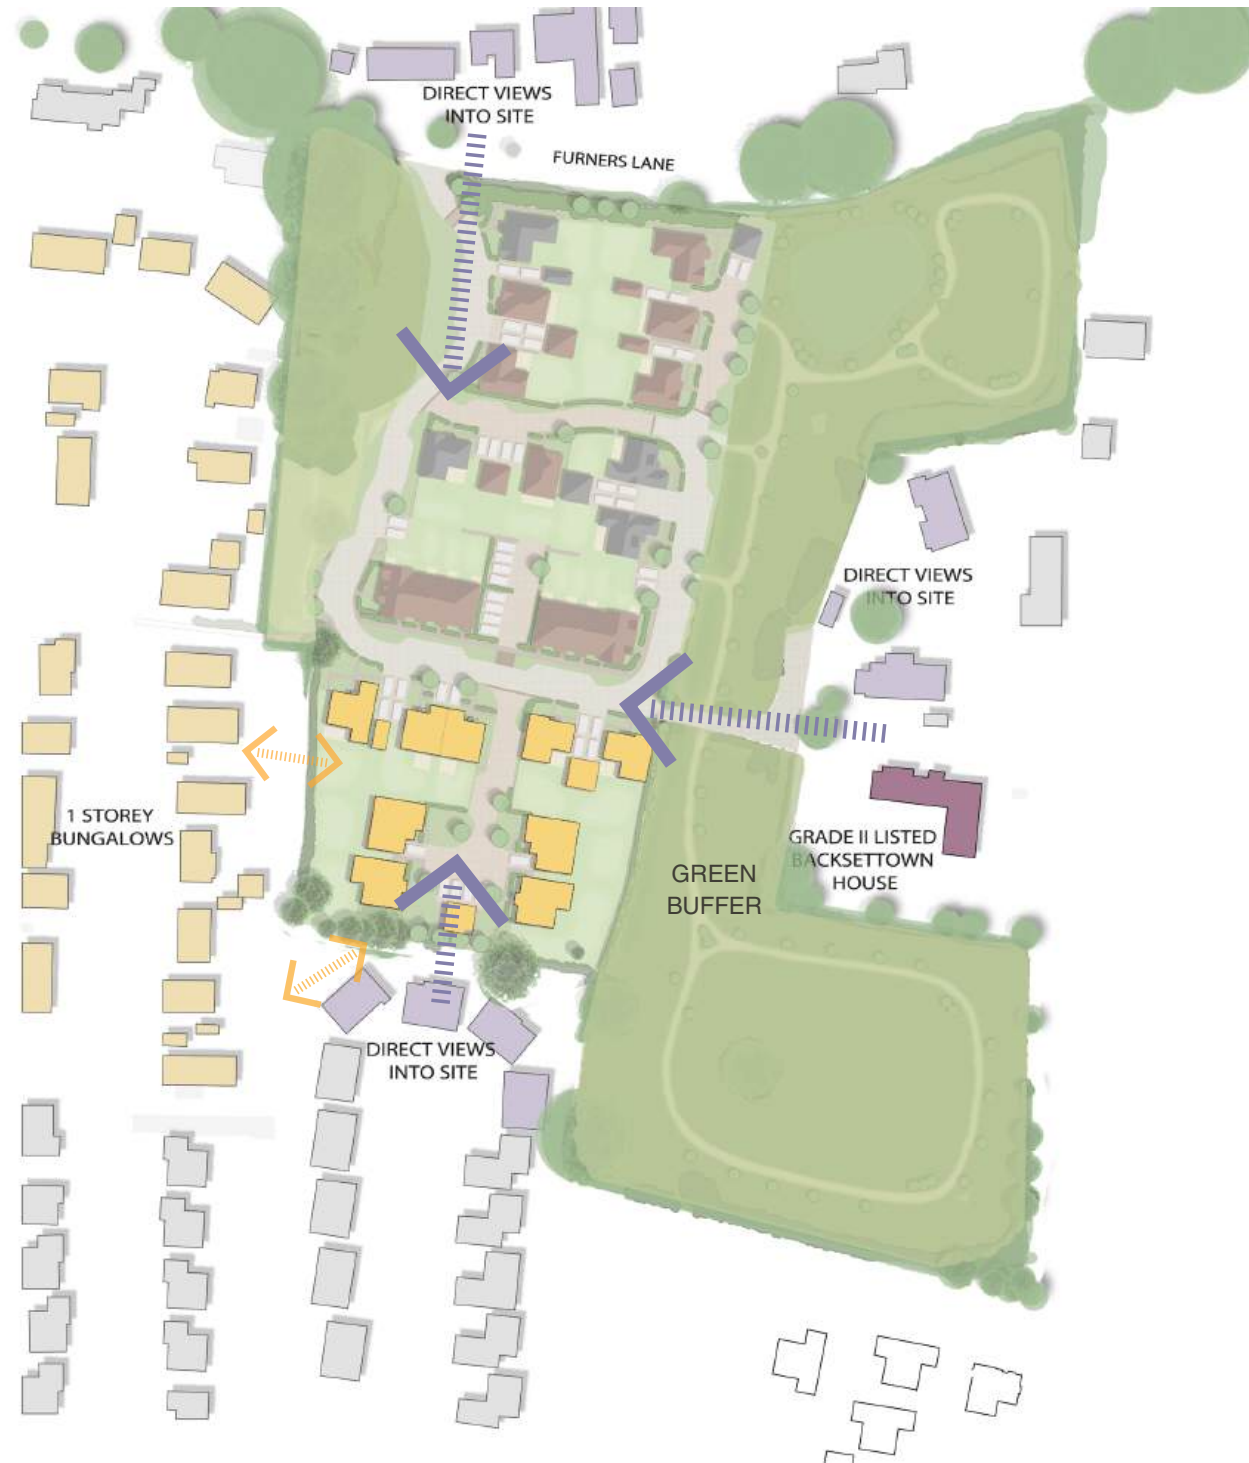 DIRECT VIEWS
INTO SITE
FURNERS LANE
DIRECT VIEWS
INTO SITE
1 STOREY
BUNGALOWS
GRADE II LISTED
BACKSETTOWN
HOUSE
GREEN
BUFFER
DIRECT VIEWS
INTO SITE